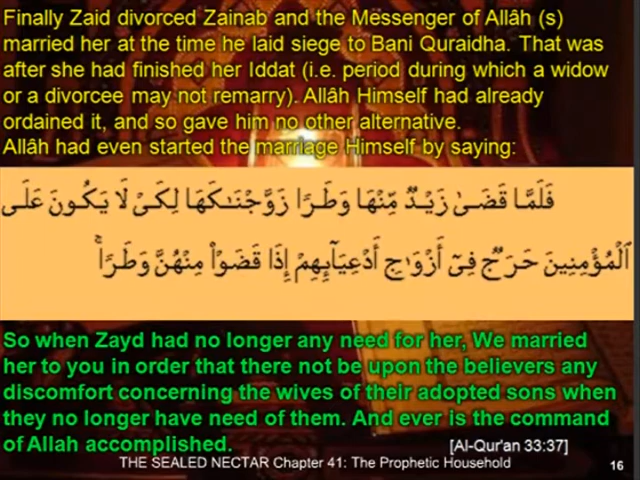 Finally Zaid divorced Zainab and the Messenger of Allâh (s)
married her at the time he laid siege to Bani Quraidha. That was
after she had finished her Iddat (i.e. period during which a widow
or a divorcee may not remarry). Allâh Himself had already
ordained it, and so gave him no other alternative.
Allâh had even started the marriage Himself by saying:
فَلَمَّا قَضَىٰ زَيْدٌ مِّنْهَا وَطَرًا زَوَّجْنَـٰكَهَا لِكَىْ لَا يَكُونَ عَلَى
ٱلْمُؤْمِنِينَ حَرَجٌ فِىٓ أَزْوَٰجِ أَدْعِيَآئِهِمْ إِذَا قَضَوْا۟ مِنْهُنَّ وَطَرًا ۚ
So when Zayd had no longer any need for her, We married
her to you in order that there not be upon the believers any
discomfort concerning the wives of their adopted sons when
they no longer have need of them. And ever is the command
of Allah accomplished. [Al-Qur'an 33:37]
THE SEALED NECTAR Chapter 41: The Prophetic Household 16